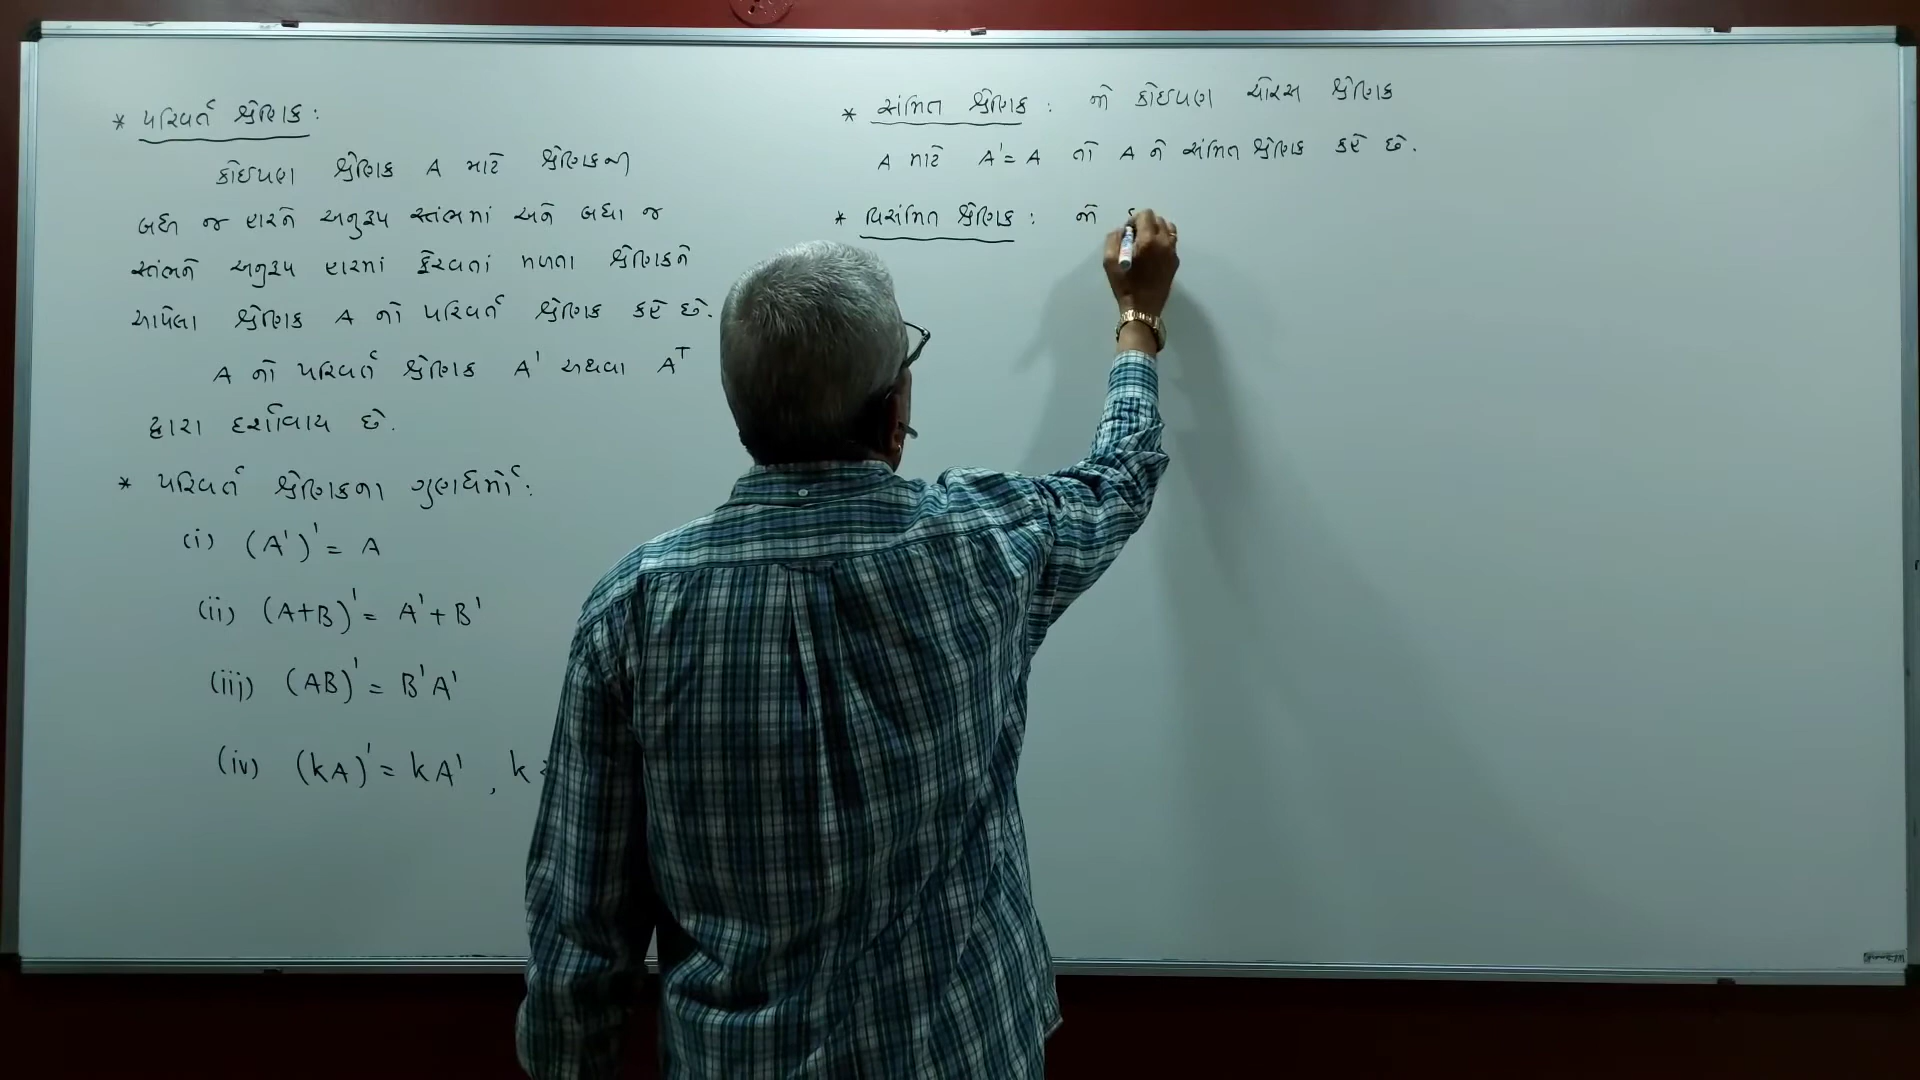 * પરિવર્ત શ્રેણિક :
કોઈપણ શ્રેણિક A માટે શ્રેણિકની
બધી જ હારને અનુરૂપ સ્તંભમાં અને બધા જ
સ્તંભને અનુરૂપ હારમાં ફેરવતાં મળતા શ્રેણિકને
આપેલા શ્રેણિક A નો પરિવર્ત શ્રેણિક કહે છે.
A નો પરિવર્ત શ્રેણિક A' અથવા A^T
દ્વારા દર્શાવાય છે.
* પરિવર્ત શ્રેણિકના ગુણધર્મો :
(i) (A')' = A
(ii) (A+B)' = A' + B'
(iii) (AB)' = B'A'
(iv) (kA)' = kA' , k
* સંમિત શ્રેણિક : જો કોઈપણ ચોરસ શ્રેણિક
A માટે A' = A તો A ને સંમિત શ્રેણિક કહે છે.
* વિસંમિત શ્રેણિક : જો